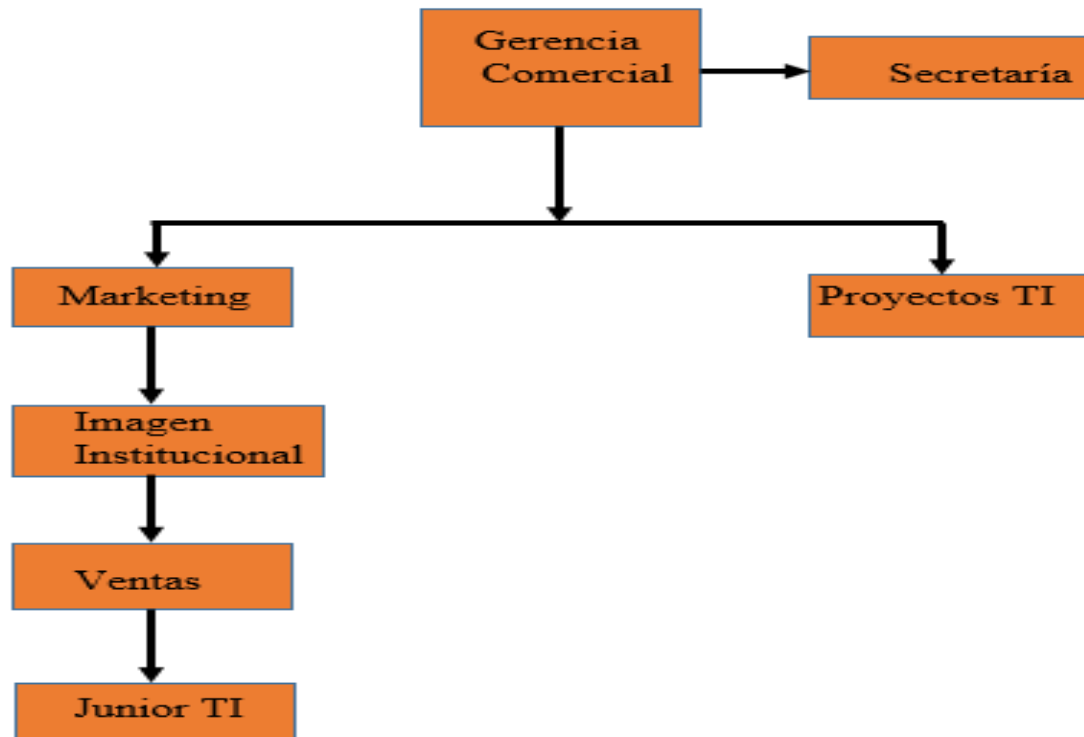 Gerencia
Comercial
Secretaría
Marketing
Proyectos TI
Imagen
Institucional
Ventas
Junior TI